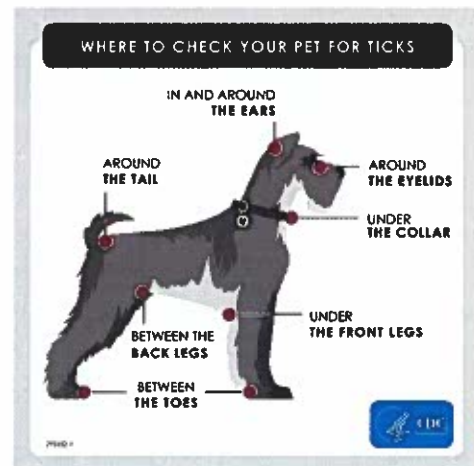 WHERE TO CHECK YOUR PET FOR TICKS
IN AND AROUND
THE EARS
AROUND
THE TAIL
AROUND
THE EYELIDS
UNDER
THE COLLAR
BETWEEN THE
BACK LEGS
UNDER
THE FRONT LEGS
BETWEEN
THE TOES
CDC